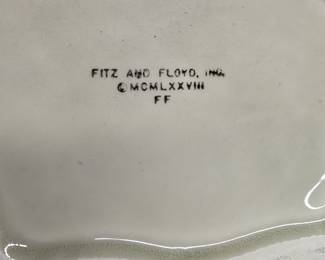 FITZ AND FLOYD, INC.
©MCMLXXVIII
FF